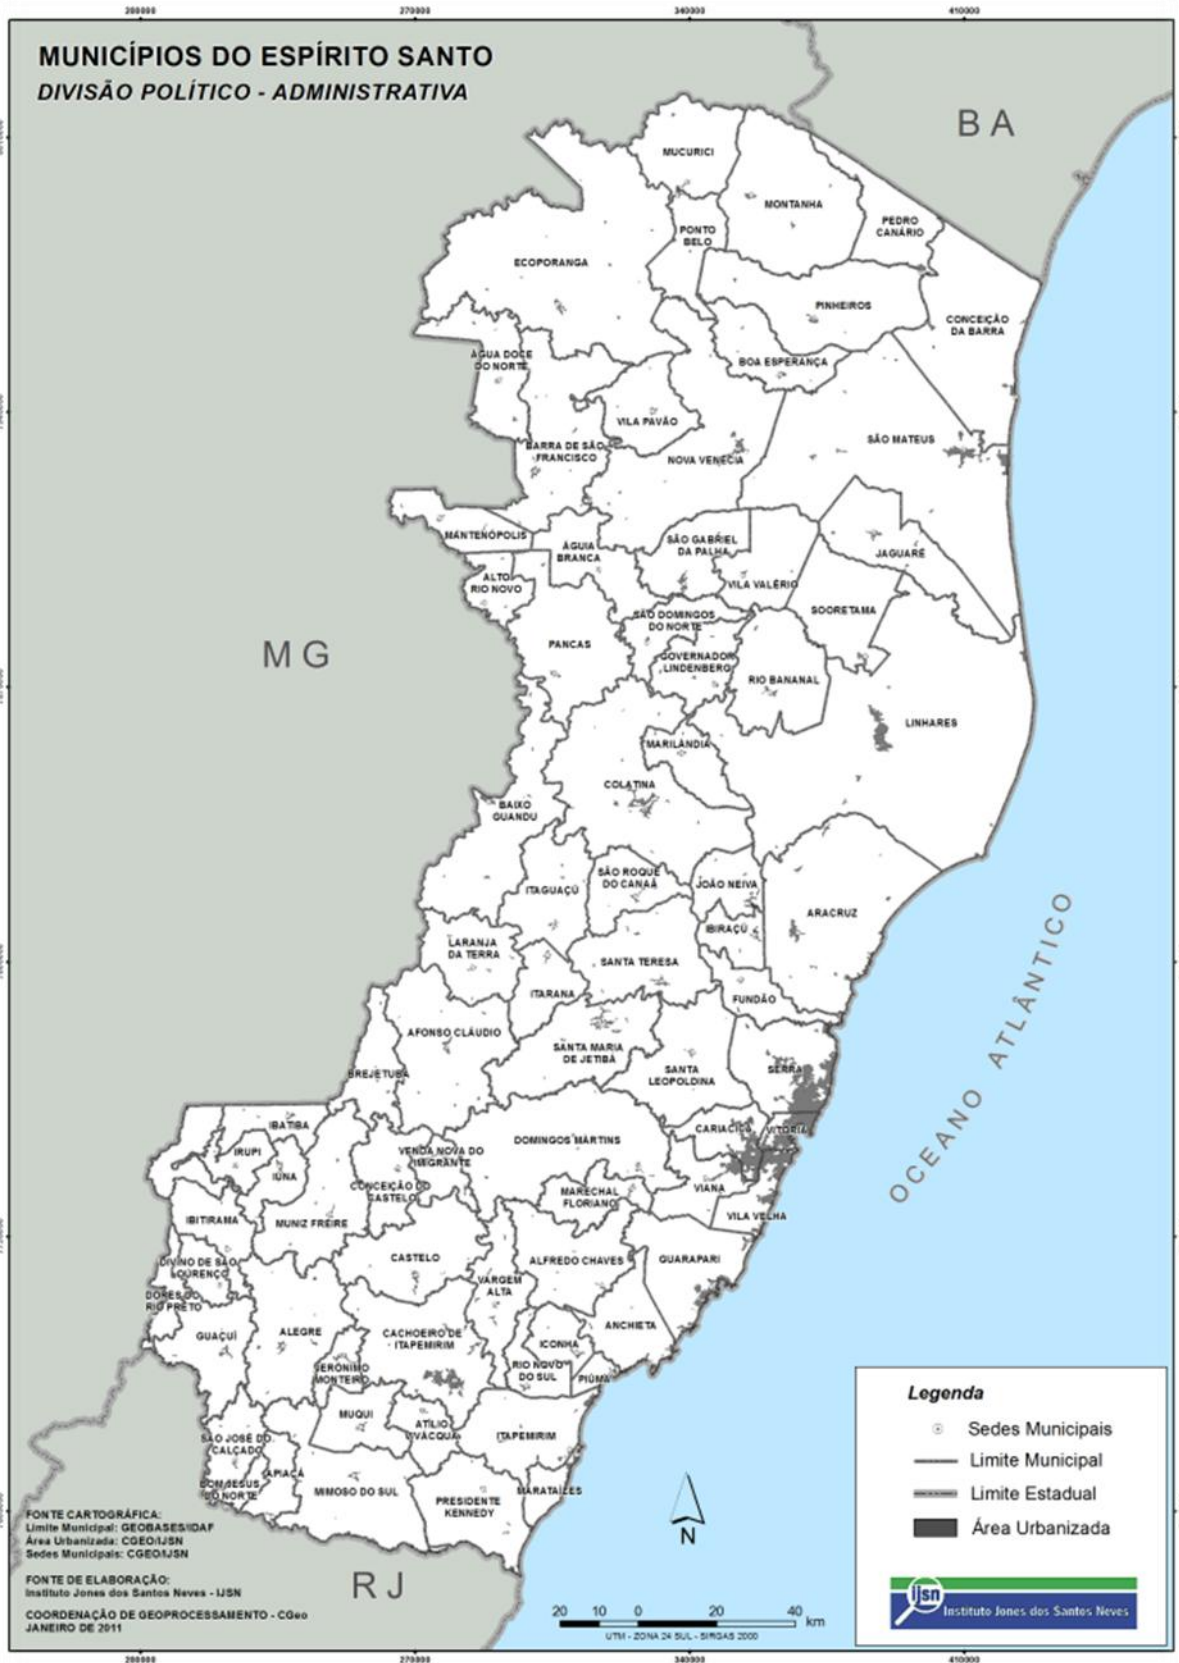 200000 270000 340000 410000
MUNICÍPIOS DO ESPÍRITO SANTO
DIVISÃO POLÍTICO - ADMINISTRATIVA
BA
MUCURICI
MONTANHA
PEDRO
CANÁRIO
PONTO
BELO
ECOPORANGA
PINHEIROS
CONCEIÇÃO
DA BARRA
ÁGUA DOCE
DO NORTE
BOA ESPERANÇA
VILA PAVÃO
BARRA DE SÃO
FRANCISCO
NOVA VENÉCIA
SÃO MATEUS
MANTENÓPOLIS
ÁGUIA
BRANCA
SÃO GABRIEL
DA PALHA
JAGUARÉ
ALTO
RIO NOVO
VILA VALÉRIO
SOORETAMA
SÃO DOMINGOS
DO NORTE
PANCAS
GOVERNADOR
LINDENBERG
RIO BANANAL
MG
LINHARES
MARILÂNDIA
COLATINA
BAIXO
GUANDU
ITAGUAÇÚ
SÃO ROQUE
DO CANAÃ
JOÃO NEIVA
ARACRUZ
IBIRAÇÚ
LARANJA
DA TERRA
SANTA TERESA
ITARANA
FUNDÃO
OCEANO ATLÂNTICO
AFONSO CLÁUDIO
SANTA MARIA
DE JETIBÁ
BREJETUBA
SANTA
LEOPOLDINA
SERRA
IBATIBA
CARIACICA
VITÓRIA
DOMINGOS MARTINS
IRUPI
VENDA NOVA DO
IMIGRANTE
IÚNA
CONCEIÇÃO DO
CASTELO
MARECHAL
FLORIANO
VIANA
VILA VELHA
IBITIRAMA
MUNIZ FREIRE
CASTELO
ALFREDO CHAVES
GUARAPARI
DIVINO DE SÃO
LOURENÇO
VARGEM
ALTA
DORES DO
RIO PRETO
ANCHIETA
GUAÇUÍ
ALEGRE
CACHOEIRO DE
ITAPEMIRIM
ICONHA
JERÔNIMO
MONTEIRO
RIO NOVO
DO SUL
PIÚMA
MUQUI
ATÍLIO
VIVÁCQUA
ITAPEMIRIM
SÃO JOSÉ DO
CALÇADO
APIACÁ
BOM JESUS
DO NORTE
MIMOSO DO SUL
PRESIDENTE
KENNEDY
MARATAÍZES
RJ
N
Legenda
Sedes Municipais
Limite Municipal
Limite Estadual
Área Urbanizada
ijsn
Instituto Jones dos Santos Neves
FONTE CARTOGRÁFICA:
Limite Municipal: GEOBASES/IDAF
Área Urbanizada: CGEO/IJSN
Sedes Municipais: CGEO/IJSN
FONTE DE ELABORAÇÃO:
Instituto Jones dos Santos Neves - IJSN
COORDENAÇÃO DE GEOPROCESSAMENTO - CGeo
JANEIRO DE 2011
20 10 0 20 40 km
UTM - ZONA 24 SUL - SIRGAS 2000
200000 270000 340000 410000